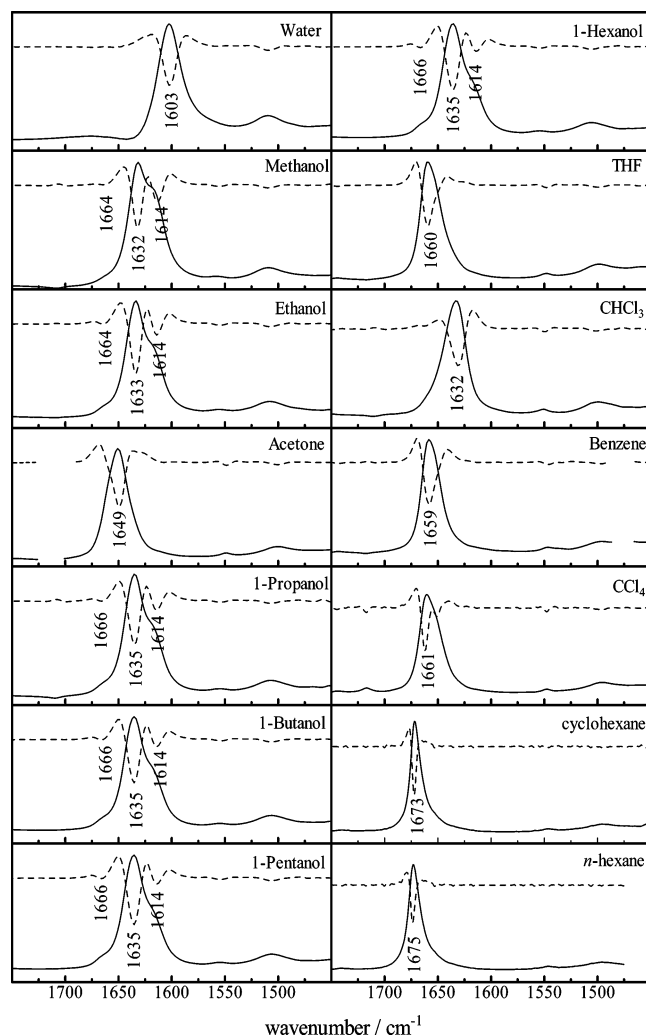 Water
1603
1-Hexanol
1666
1635
1614
Methanol
1664
1632
1614
THF
1660
Ethanol
1664
1633
1614
CHCl₃
1632
Acetone
1649
Benzene
1659
1-Propanol
1666
1635
1614
CCl₄
1661
1-Butanol
1666
1635
1614
cyclohexane
1673
1-Pentanol
1666
1635
1614
n-hexane
1675
1700 1650 1600 1550 1500 1700 1650 1600 1550 1500
wavenumber / cm⁻¹